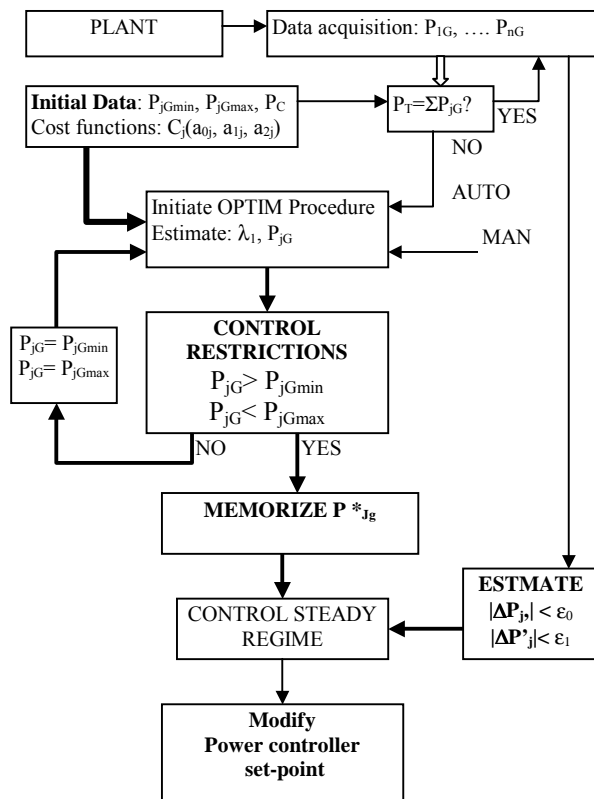 PLANT
Data acquisition: P1G, …. PnG
Initial Data: PjGmin, PjGmax, PC
Cost functions: Cj(a0j, a1j, a2j)
PT=ΣPjG?
YES
NO
AUTO
Initiate OPTIM Procedure
Estimate: λ1, PjG
MAN
CONTROL
RESTRICTIONS
PjG> PjGmin
PjG< PjGmax
PjG= PjGmin
PjG= PjGmax
NO
YES
MEMORIZE P *Jg
ESTMATE
|ΔPj,| < ε0
|ΔP’j|< ε1
CONTROL STEADY
REGIME
Modify
Power controller
set-point